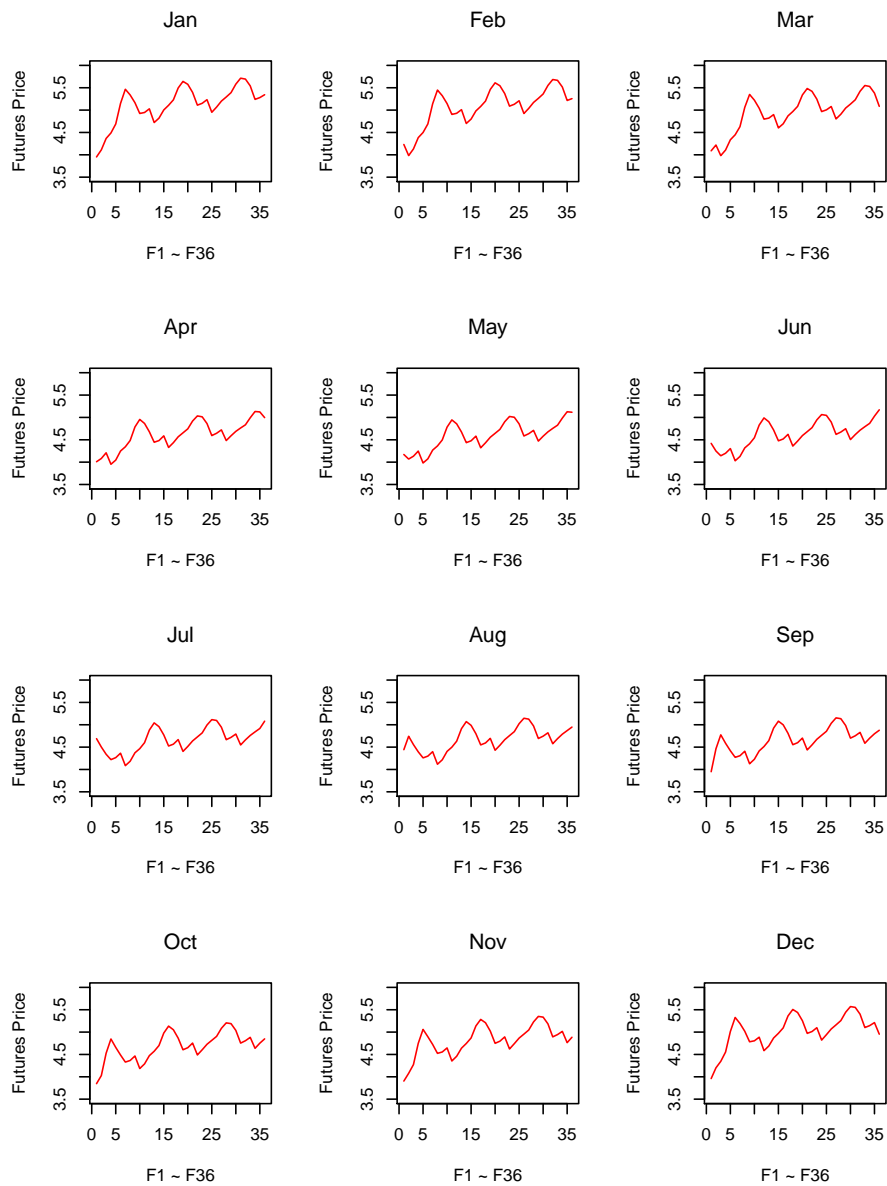 Jan Feb Mar
Futures Price Futures Price Futures Price
5.5 5.5 5.5
4.5 4.5 4.5
3.5 3.5 3.5
0 5 15 25 35 0 5 15 25 35 0 5 15 25 35
F1 ~ F36 F1 ~ F36 F1 ~ F36
Apr May Jun
Futures Price Futures Price Futures Price
5.5 5.5 5.5
4.5 4.5 4.5
3.5 3.5 3.5
0 5 15 25 35 0 5 15 25 35 0 5 15 25 35
F1 ~ F36 F1 ~ F36 F1 ~ F36
Jul Aug Sep
Futures Price Futures Price Futures Price
5.5 5.5 5.5
4.5 4.5 4.5
3.5 3.5 3.5
0 5 15 25 35 0 5 15 25 35 0 5 15 25 35
F1 ~ F36 F1 ~ F36 F1 ~ F36
Oct Nov Dec
Futures Price Futures Price Futures Price
5.5 5.5 5.5
4.5 4.5 4.5
3.5 3.5 3.5
0 5 15 25 35 0 5 15 25 35 0 5 15 25 35
F1 ~ F36 F1 ~ F36 F1 ~ F36